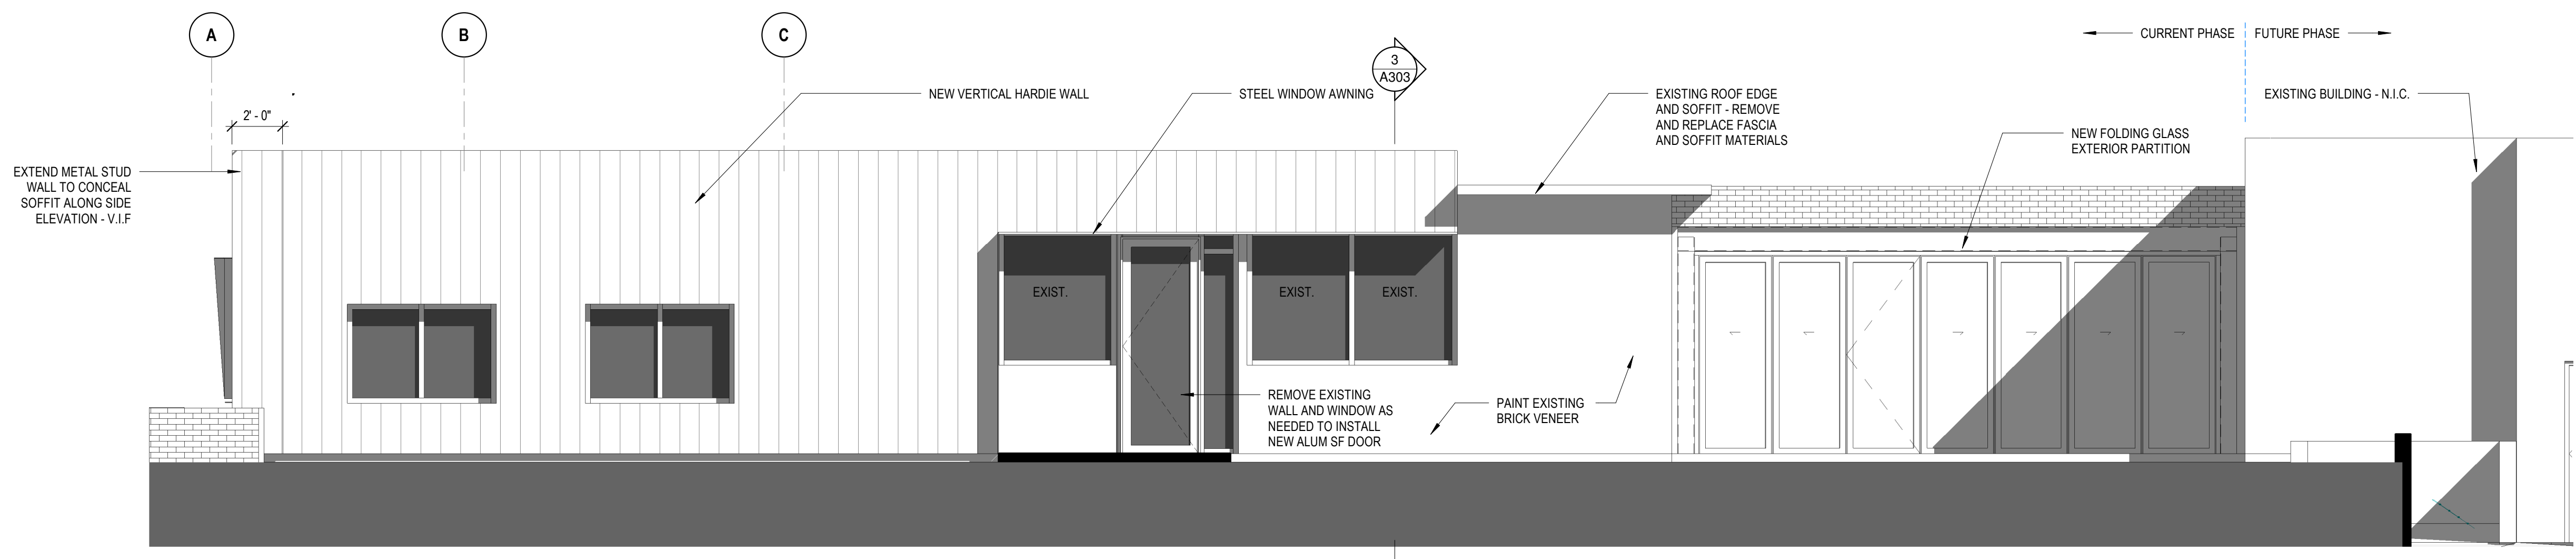 A
B
C
3
A303
CURRENT PHASE
FUTURE PHASE
2' - 0"
NEW VERTICAL HARDIE WALL
STEEL WINDOW AWNING
EXISTING ROOF EDGE
AND SOFFIT - REMOVE
AND REPLACE FASCIA
AND SOFFIT MATERIALS
EXISTING BUILDING - N.I.C.
NEW FOLDING GLASS
EXTERIOR PARTITION
EXTEND METAL STUD
WALL TO CONCEAL
SOFFIT ALONG SIDE
ELEVATION - V.I.F
EXIST.
EXIST.
EXIST.
REMOVE EXISTING
WALL AND WINDOW AS
NEEDED TO INSTALL
NEW ALUM SF DOOR
PAINT EXISTING
BRICK VENEER